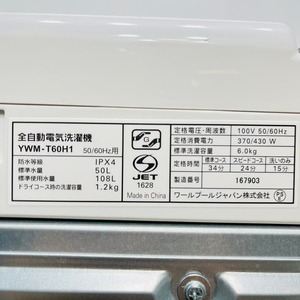 全自動電気洗濯機
YWM-T60H1 50/60Hz用
防水等級 IPX4
標準水量 50L
標準使用水量 108L
ドライコース時の洗濯容量 1.2kg
G
JET
1628
Made in China
定格電圧・周波数 100V 50/60Hz
定格消費電力 370/430 W
標準洗濯容量 6.0kg
定格時間 標準コース スピードコース 洗いのみ
34分 24分 15分
製造番号 167903
ワールプールジャパン株式会社
PS
E